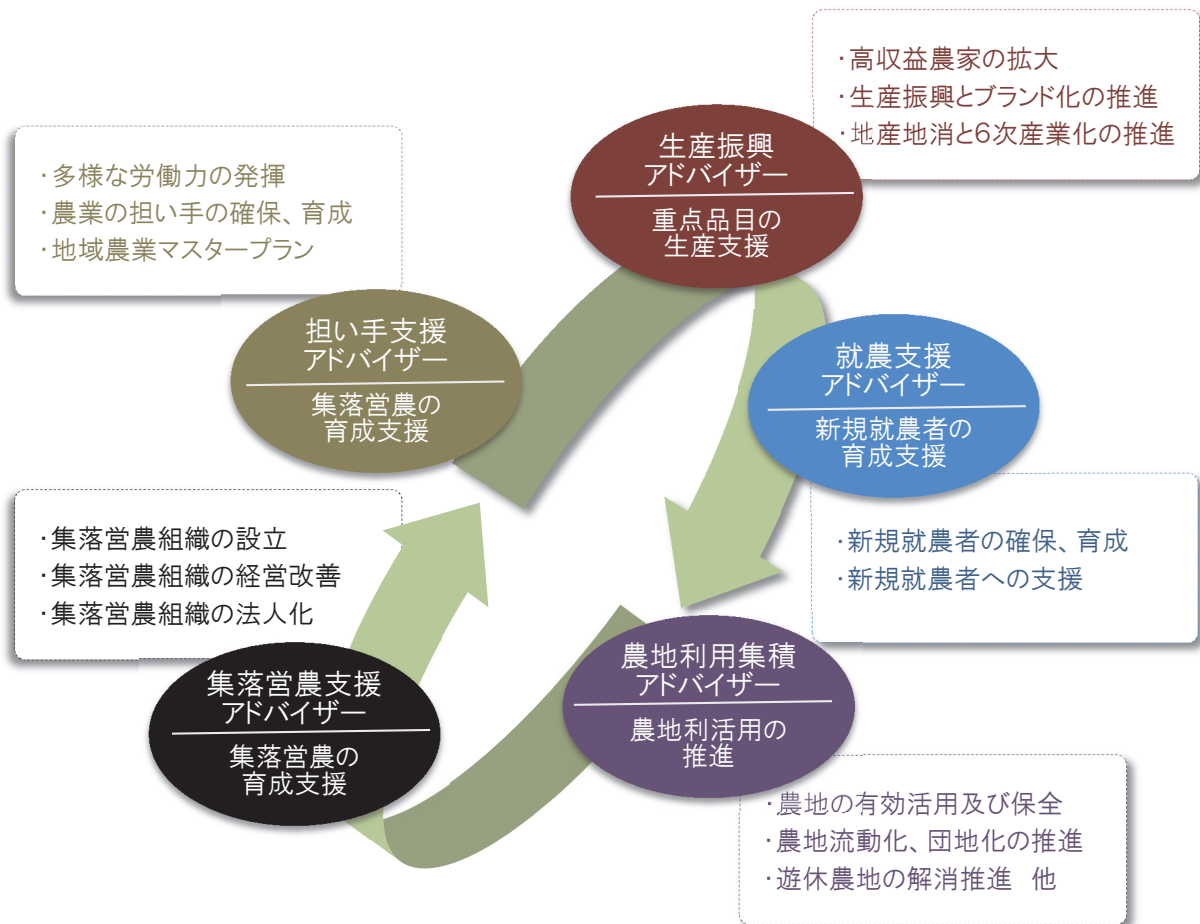 ・高収益農家の拡大
・生産振興とブランド化の推進
・地産地消と6次産業化の推進
生産振興
アドバイザー
重点品目の
生産支援
・多様な労働力の発揮
・農業の担い手の確保、育成
・地域農業マスタープラン
担い手支援
アドバイザー
集落営農の
育成支援
就農支援
アドバイザー
新規就農者の
育成支援
・新規就農者の確保、育成
・新規就農者への支援
・集落営農組織の設立
・集落営農組織の経営改善
・集落営農組織の法人化
集落営農支援
アドバイザー
集落営農の
育成支援
農地利用集積
アドバイザー
農地利活用の
推進
・農地の有効活用及び保全
・農地流動化、団地化の推進
・遊休農地の解消推進 他